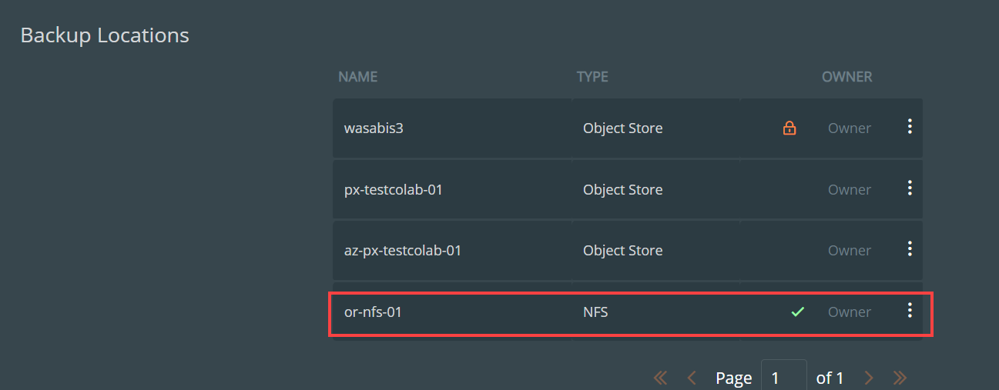 Backup Locations
NAME TYPE OWNER
wasabis3 Object Store Owner
px-testcolab-01 Object Store Owner
az-px-testcolab-01 Object Store Owner
or-nfs-01 NFS Owner
Page 1 of 1